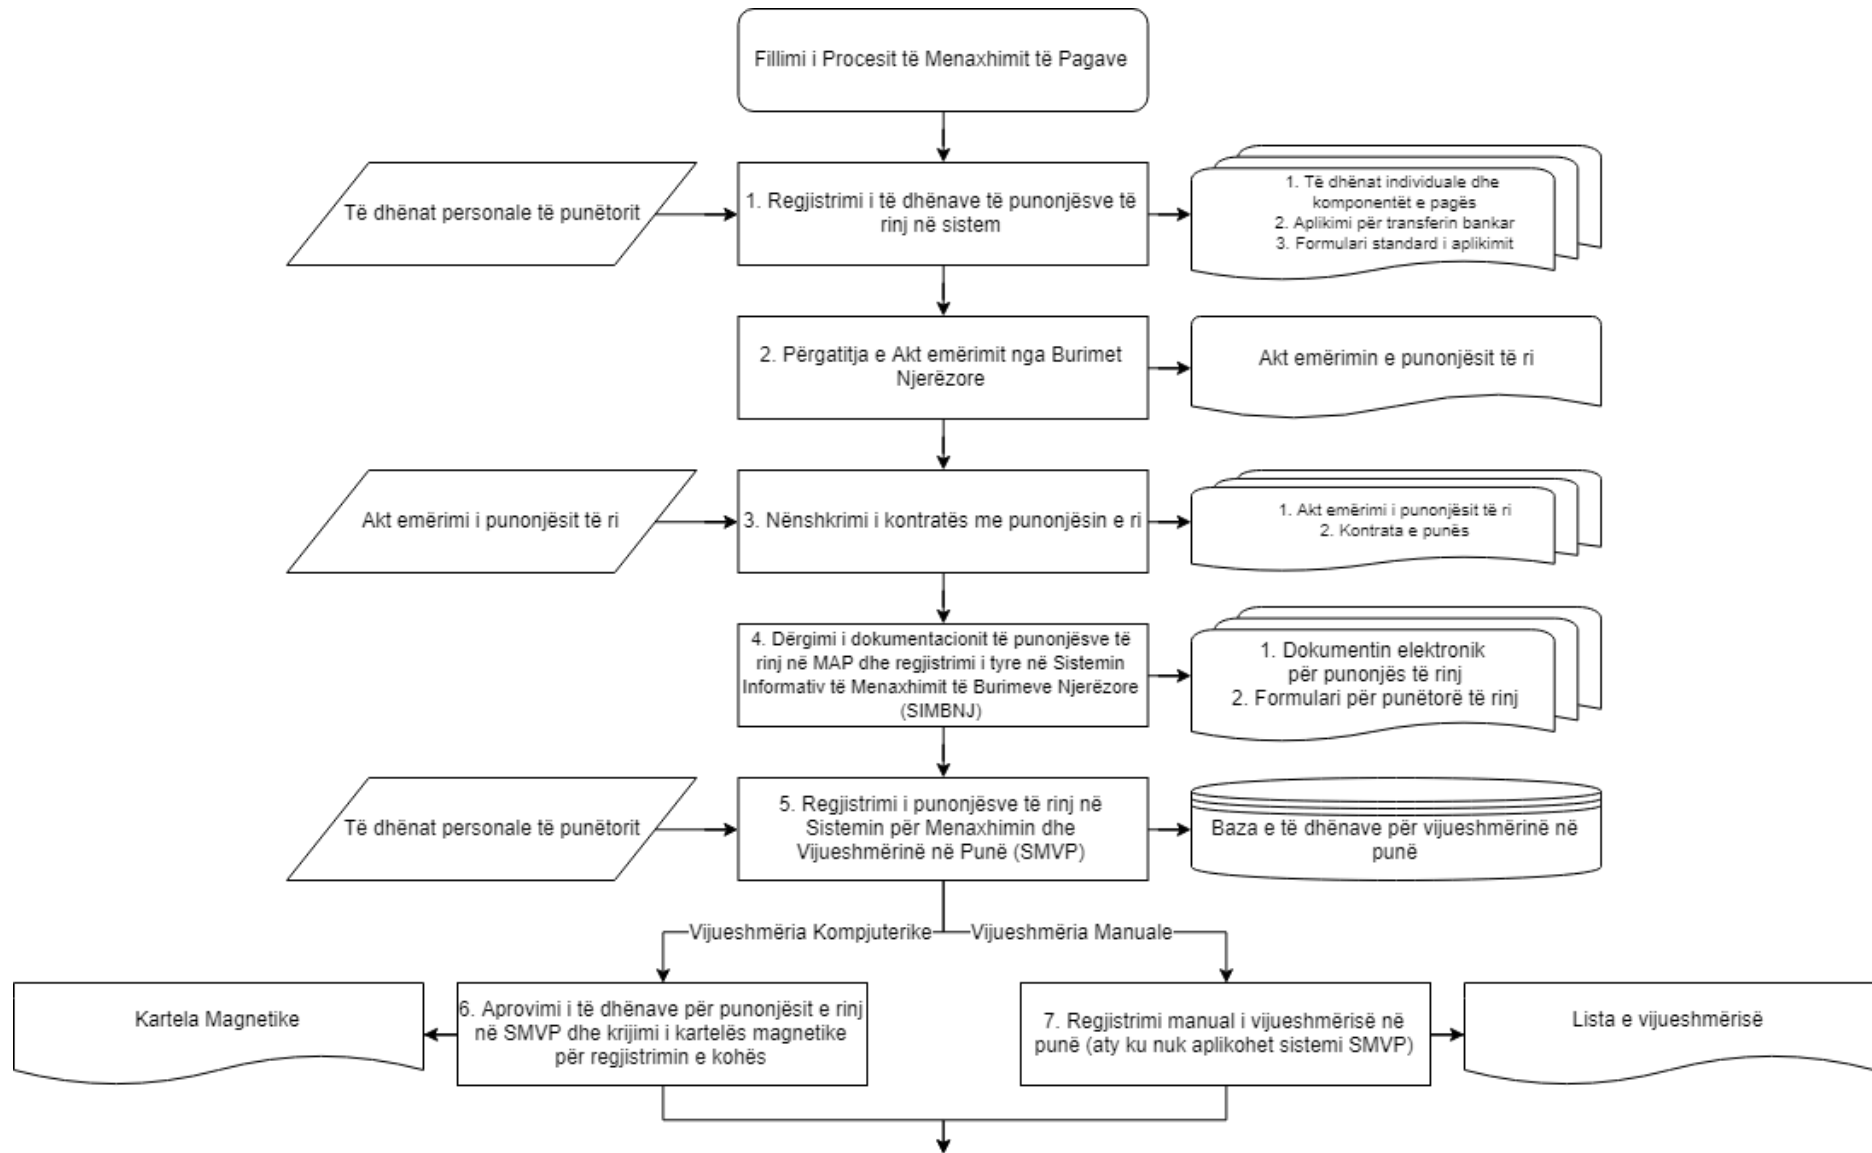 Fillimi i Procesit të Menaxhimit të Pagave
Të dhënat personale të punëtorit
1. Regjistrimi i të dhënave të punonjësve të
rinj në sistem
1. Të dhënat individuale dhe
komponentët e pagës
2. Aplikimi për transferin bankar
3. Formulari standard i aplikimit
2. Përgatitja e Akt emërimit nga Burimet
Njerëzore
Akt emërimin e punonjësit të ri
Akt emërimi i punonjësit të ri
3. Nënshkrimi i kontratës me punonjësin e ri
1. Akt emërimi i punonjësit të ri
2. Kontrata e punës
4. Dërgimi i dokumentacionit të punonjësve të
rinj në MAP dhe regjistrimi i tyre në Sistemin
Informativ të Menaxhimit të Burimeve Njerëzore
(SIMBNJ)
1. Dokumentin elektronik
për punonjës të rinj
2. Formulari për punëtorë të rinj
Të dhënat personale të punëtorit
5. Regjistrimi i punonjësve të rinj në
Sistemin për Menaxhimin dhe
Vijueshmërinë në Punë (SMVP)
Baza e të dhënave për vijueshmërinë në
punë
Vijueshmëria Kompjuterike
Vijueshmëria Manuale
Kartela Magnetike
6. Aprovimi i të dhënave për punonjësit e rinj
në SMVP dhe krijimi i kartelës magnetike
për regjistrimin e kohës
7. Regjistrimi manual i vijueshmërisë në
punë (aty ku nuk aplikohet sistemi SMVP)
Lista e vijueshmërisë